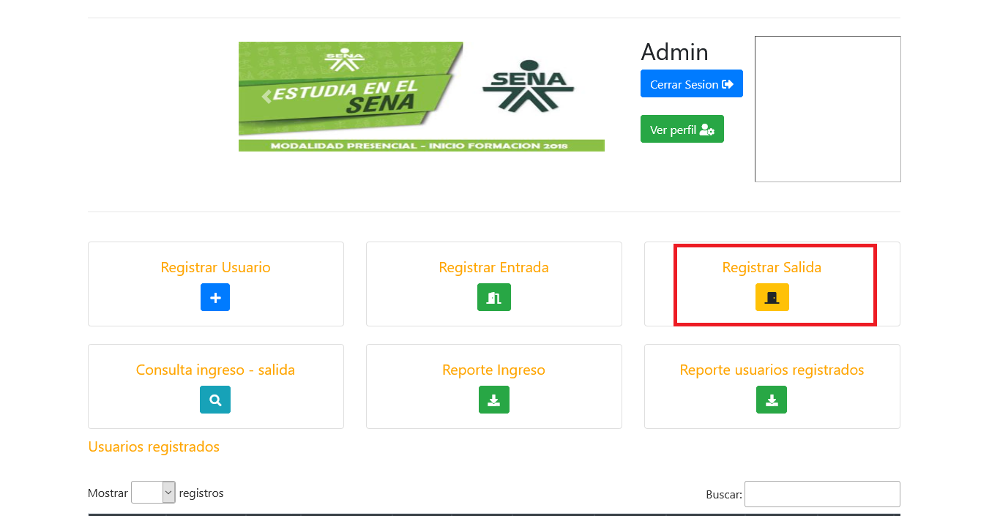 SENA
ESTUDIA EN EL
SENA
SENA
MODALIDAD PRESENCIAL - INICIO FORMACION 2018
Admin
Cerrar Sesion
Ver perfil
Registrar Usuario
Registrar Entrada
Registrar Salida
Consulta ingreso - salida
Reporte Ingreso
Reporte usuarios registrados
Usuarios registrados
Mostrar registros
Buscar: